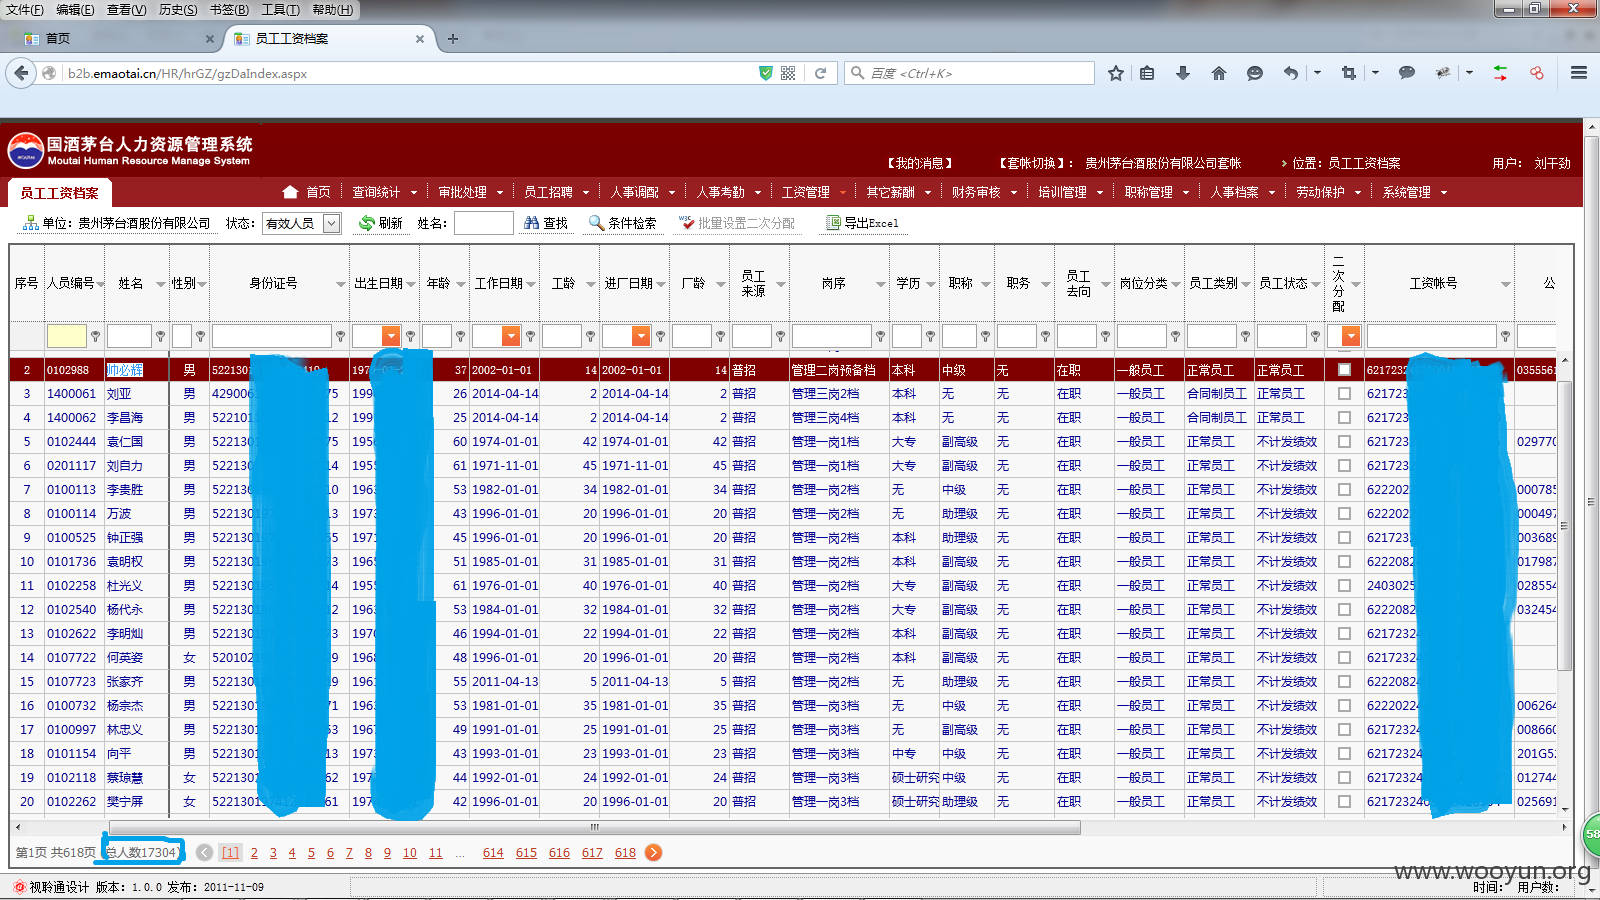 文件(F) 编辑(E) 查看(V) 历史(S) 书签(B) 工具(T) 帮助(H)
首页 员工工资档案
b2b.emaotai.cn/HR/hrGZ/gzDaIndex.aspx 百度 <Ctrl+K>
国酒茅台人力资源管理系统
Moutai Human Resource Manage System
【我的消息】 【套帐切换】： 贵州茅台酒股份有限公司套帐 位置：员工工资档案 用户： 刘干劲
员工工资档案 首页 查询统计 审批处理 员工招聘 人事调配 人事考勤 工资管理 其它薪酬 财务审核 培训管理 职称管理 人事档案 劳动保护 系统管理
单位：贵州茅台酒股份有限公司 状态： 有效人员 刷新 姓名： 查找 条件检索 批量设置二次分配 导出Excel
序号 人员编号 姓名 性别 身份证号 出生日期 年龄 工作日期 工龄 进厂日期 厂龄 员工来源 岗序 学历 职称 职务 员工去向 岗位分类 员工类别 员工状态 二次分配 工资帐号 公
2 0102988 帅必辉 男 5221301 197 37 2002-01-01 14 2002-01-01 14 普招 管理二岗预备档 本科 中级 无 在职 一般员工 正常员工 正常员工 6217232 0355561
3 1400061 刘亚 男 429006 75 199 26 2014-04-14 2 2014-04-14 2 普招 管理三岗2档 本科 无 无 在职 一般员工 合同制员工 正常员工 621723
4 1400062 李昌海 男 522101 12 199 25 2014-04-14 2 2014-04-14 2 普招 管理三岗4档 本科 无 无 在职 一般员工 合同制员工 正常员工 621723
5 0102444 袁仁国 男 522130 75 195 60 1974-01-01 42 1974-01-01 42 普招 管理一岗1档 大专 副高级 无 在职 一般员工 正常员工 不计发绩效 621723 029770
6 0201117 刘自力 男 522130 14 195 61 1971-11-01 45 1971-11-01 45 普招 管理一岗1档 大专 副高级 无 在职 一般员工 正常员工 不计发绩效 621723
7 0100113 李贵胜 男 522130 10 196 53 1982-01-01 34 1982-01-01 34 普招 管理一岗2档 无 中级 无 在职 一般员工 正常员工 不计发绩效 622202 000785
8 0100114 万波 男 522130 13 197 43 1996-01-01 20 1996-01-01 20 普招 管理一岗2档 无 助理级 无 在职 一般员工 正常员工 不计发绩效 622202 000497
9 0100525 钟正强 男 522130 55 197 45 1996-01-01 20 1996-01-01 20 普招 管理一岗2档 本科 助理级 无 在职 一般员工 正常员工 不计发绩效 621723 003689
10 0101736 袁明权 男 522130 73 196 51 1985-01-01 31 1985-01-01 31 普招 管理一岗2档 本科 副高级 无 在职 一般员工 正常员工 不计发绩效 622208 017987
11 0102258 杜光义 男 522130 4 195 61 1976-01-01 40 1976-01-01 40 普招 管理一岗2档 大专 副高级 无 在职 一般员工 正常员工 不计发绩效 240302 028554
12 0102540 杨代永 男 522130 12 196 53 1984-01-01 32 1984-01-01 32 普招 管理一岗2档 大专 副高级 无 在职 一般员工 正常员工 不计发绩效 622208 032454
13 0102622 李明灿 男 522130 3 197 46 1994-01-01 22 1994-01-01 22 普招 管理一岗2档 本科 副高级 无 在职 一般员工 正常员工 不计发绩效 6217232
14 0107722 何英姿 女 520102 9 196 48 1996-01-01 20 1996-01-01 20 普招 管理一岗2档 本科 副高级 无 在职 一般员工 正常员工 不计发绩效 6217232
15 0107723 张家齐 男 522130 9 196 55 2011-04-13 5 2011-04-13 5 普招 管理一岗2档 无 助理级 无 在职 一般员工 正常员工 不计发绩效 622208
16 0100732 杨宗杰 男 522130 71 196 53 1981-01-01 35 1981-01-01 35 普招 管理一岗3档 无 中级 无 在职 一般员工 正常员工 不计发绩效 622202 006264
17 0100997 林忠义 男 522130 53 196 49 1991-01-01 25 1991-01-01 25 普招 管理一岗3档 无 副高级 无 在职 一般员工 正常员工 不计发绩效 621723 008660
18 0101154 向平 男 522130 13 197 43 1993-01-01 23 1993-01-01 23 普招 管理一岗3档 中专 中级 无 在职 一般员工 正常员工 不计发绩效 621723 201G5
19 0102118 蔡琼慧 女 522130 62 197 44 1992-01-01 24 1992-01-01 24 普招 管理一岗3档 硕士研究 中级 无 在职 一般员工 正常员工 不计发绩效 621723 012744
20 0102262 樊宁屏 女 522130 61 197 42 1996-01-01 20 1996-01-01 20 普招 管理一岗3档 硕士研究 助理级 无 在职 一般员工 正常员工 不计发绩效 621723 025691
第1页 共618页 总人数17304 [1] 2 3 4 5 6 7 8 9 10 11 ... 614 615 616 617 618
58
www.wooyun.org
视聆通设计 版本：1.0.0 发布：2011-11-09 时间： 用户数：